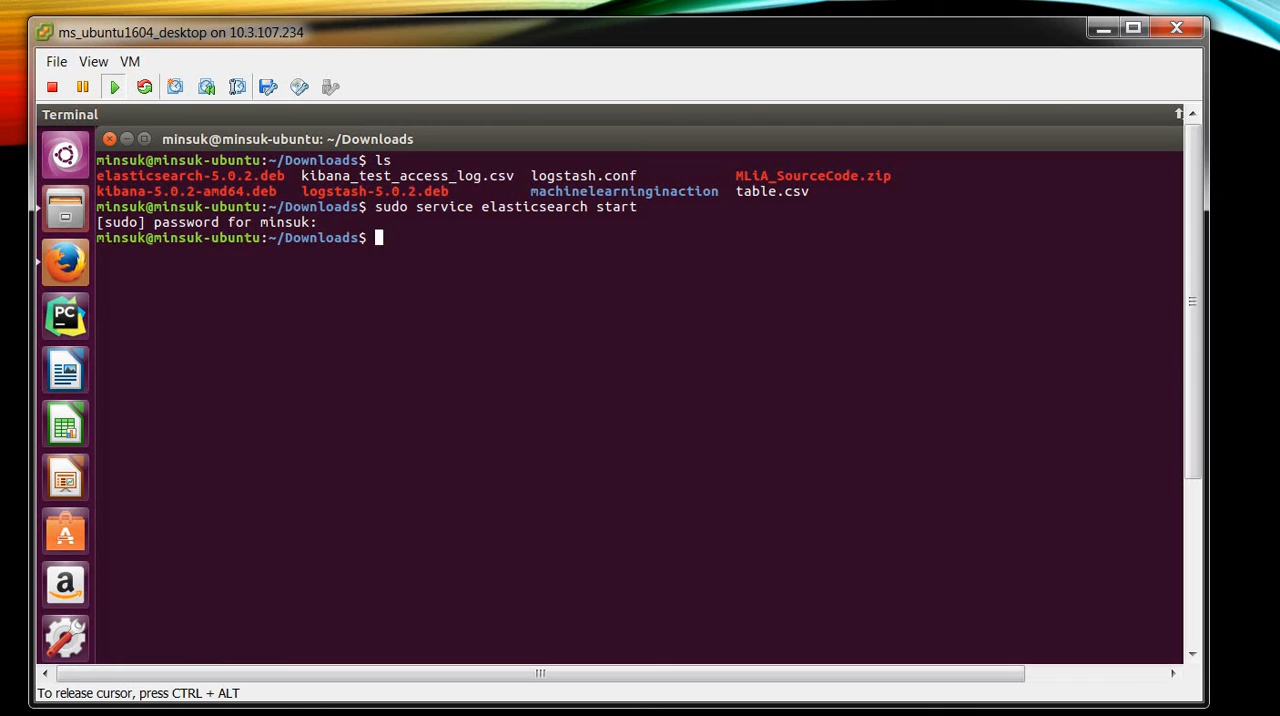 ms_ubuntu1604_desktop on 10.3.107.234
File View VM
Terminal
minsuk@minsuk-ubuntu: ~/Downloads
minsuk@minsuk-ubuntu:~/Downloads$ ls
elasticsearch-5.0.2.deb kibana_test_access_log.csv logstash.conf MLiA_SourceCode.zip
kibana-5.0.2-amd64.deb logstash-5.0.2.deb machinelearninginaction table.csv
minsuk@minsuk-ubuntu:~/Downloads$ sudo service elasticsearch start
[sudo] password for minsuk:
minsuk@minsuk-ubuntu:~/Downloads$
PC
a
To release cursor, press CTRL + ALT